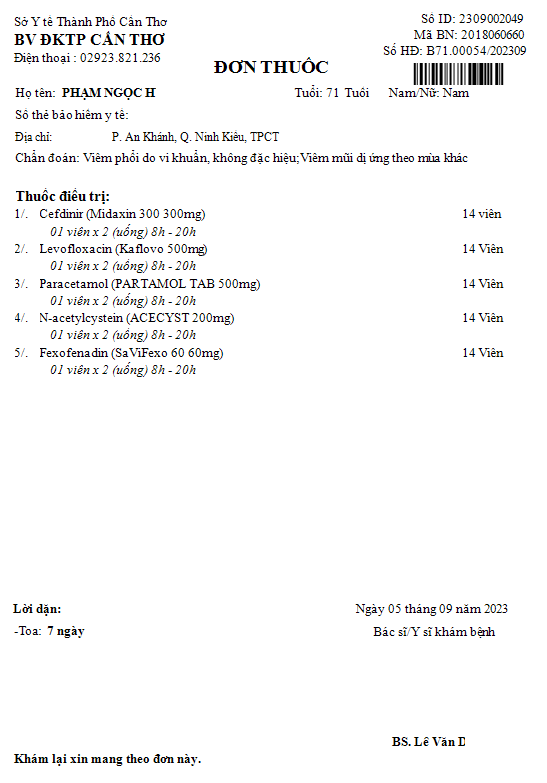 Sở Y tế Thành Phố Cần Thơ
BV ĐKTP CẦN THƠ
Điện thoại : 02923.821.236
Số ID: 2309002049
Mã BN: 2018060660
Số HĐ: B71.00054/202309
ĐƠN THUỐC
Họ tên: PHẠM NGỌC H Tuổi: 71 Tuổi Nam/Nữ: Nam
Số thẻ bảo hiểm y tế:
Địa chỉ: P. An Khánh, Q. Ninh Kiều, TPCT
Chẩn đoán: Viêm phổi do vi khuẩn, không đặc hiệu;Viêm mũi dị ứng theo mùa khác
Thuốc điều trị:
1/. Cefdinir (Midaxin 300 300mg) 14 viên
01 viên x 2 (uống) 8h - 20h
2/. Levofloxacin (Kaflovo 500mg) 14 Viên
01 viên x 2 (uống) 8h - 20h
3/. Paracetamol (PARTAMOL TAB 500mg) 14 Viên
01 viên x 2 (uống) 8h - 20h
4/. N-acetylcystein (ACECYST 200mg) 14 Viên
01 viên x 2 (uống) 8h - 20h
5/. Fexofenadin (SaViFexo 60 60mg) 14 Viên
01 viên x 2 (uống) 8h - 20h
Lời dặn:
-Toa: 7 ngày
Ngày 05 tháng 09 năm 2023
Bác sĩ/Y sĩ khám bệnh
BS. Lê Văn D
Khám lại xin mang theo đơn này.